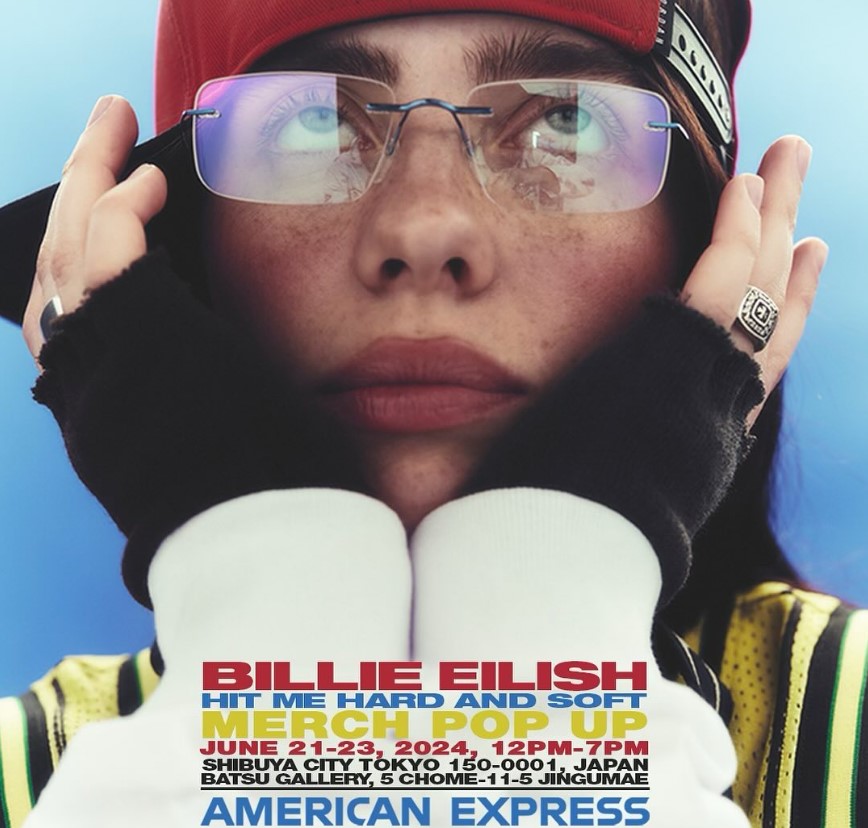 BILLIE EILISH
HIT ME HARD AND SOFT
MERCH POP UP
JUNE 21-23, 2024, 12PM-7PM
SHIBUYA CITY TOKYO 150-0001, JAPAN
BATSU GALLERY, 5 CHOME-11-5 JINGUMAE
AMERICAN EXPRESS